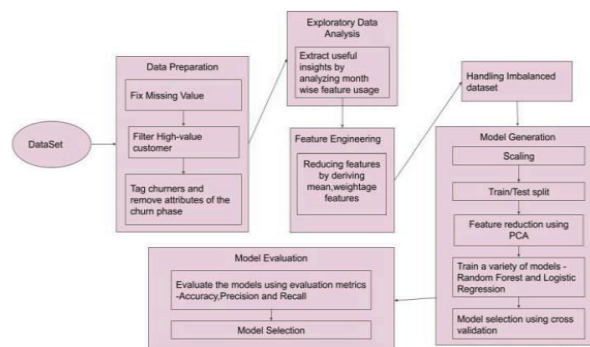 DataSet
Data Preparation
Fix Missing Value
Filter High-value
customer
Tag churners and
remove attributes of the
churn phase
Exploratory Data
Analysis
Extract useful
insights by
analyzing month
wise feature usage
Feature Engineering
Reducing features
by deriving
mean,weightage
features
Handling Imbalanced
dataset
Model Generation
Scaling
Train/Test split
Feature reduction using
PCA
Train a variety of models -
Random Forest and Logistic
Regression
Model selection using cross
validation
Model Evaluation
Evaluate the models using evaluation metrics
-Accuracy,Precision and Recall
Model Selection